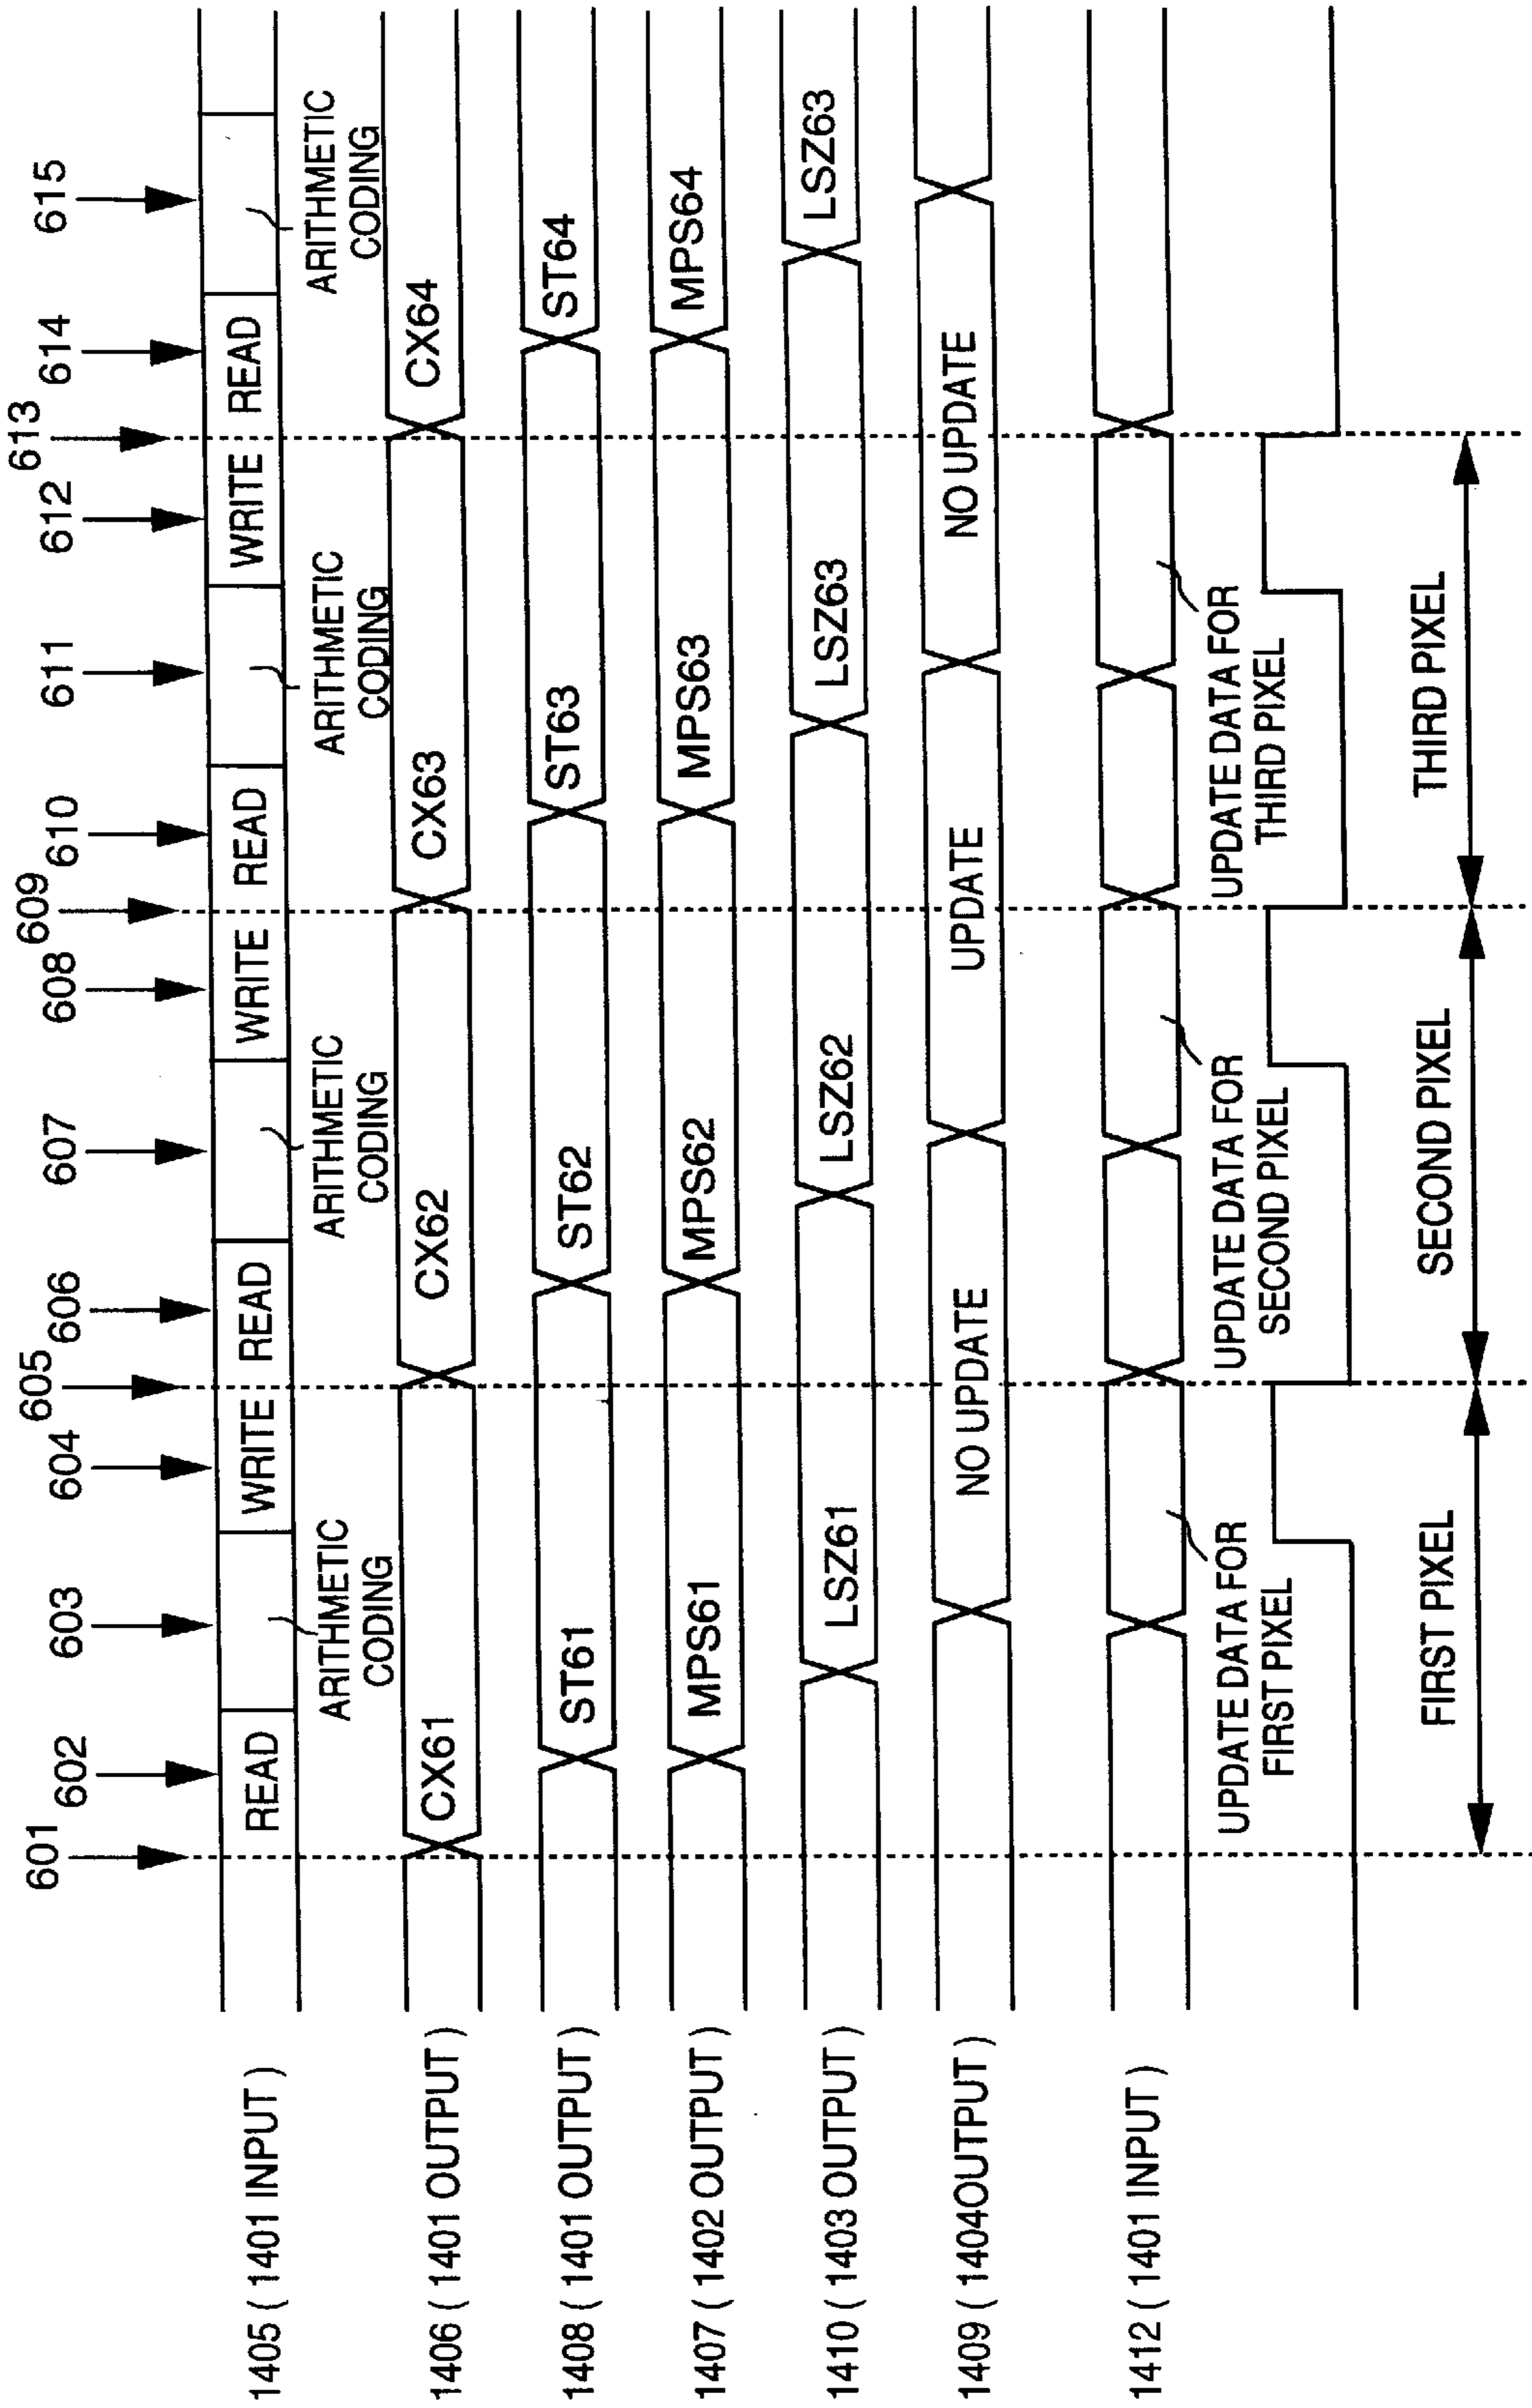 601
602
603
604
605
606
607
608
609
610
611
612
613
614
615
1405 ( 1401 INPUT )
READ
WRITE
READ
WRITE
READ
WRITE
READ
ARITHMETIC
CODING
ARITHMETIC
CODING
ARITHMETIC
CODING
ARITHMETIC
CODING
1406 ( 1401 OUTPUT )
CX61
CX62
CX63
CX64
1408 ( 1401 OUTPUT )
ST61
ST62
ST63
ST64
1407 ( 1402 OUTPUT )
MPS61
MPS62
MPS63
MPS64
1410 ( 1403 OUTPUT )
LSZ61
LSZ62
LSZ63
LSZ63
1409 ( 1404OUTPUT )
NO UPDATE
UPDATE
NO UPDATE
1412 ( 1401 INPUT )
UPDATE DATA FOR
FIRST PIXEL
UPDATE DATA FOR
SECOND PIXEL
UPDATE DATA FOR
THIRD PIXEL
FIRST PIXEL
SECOND PIXEL
THIRD PIXEL